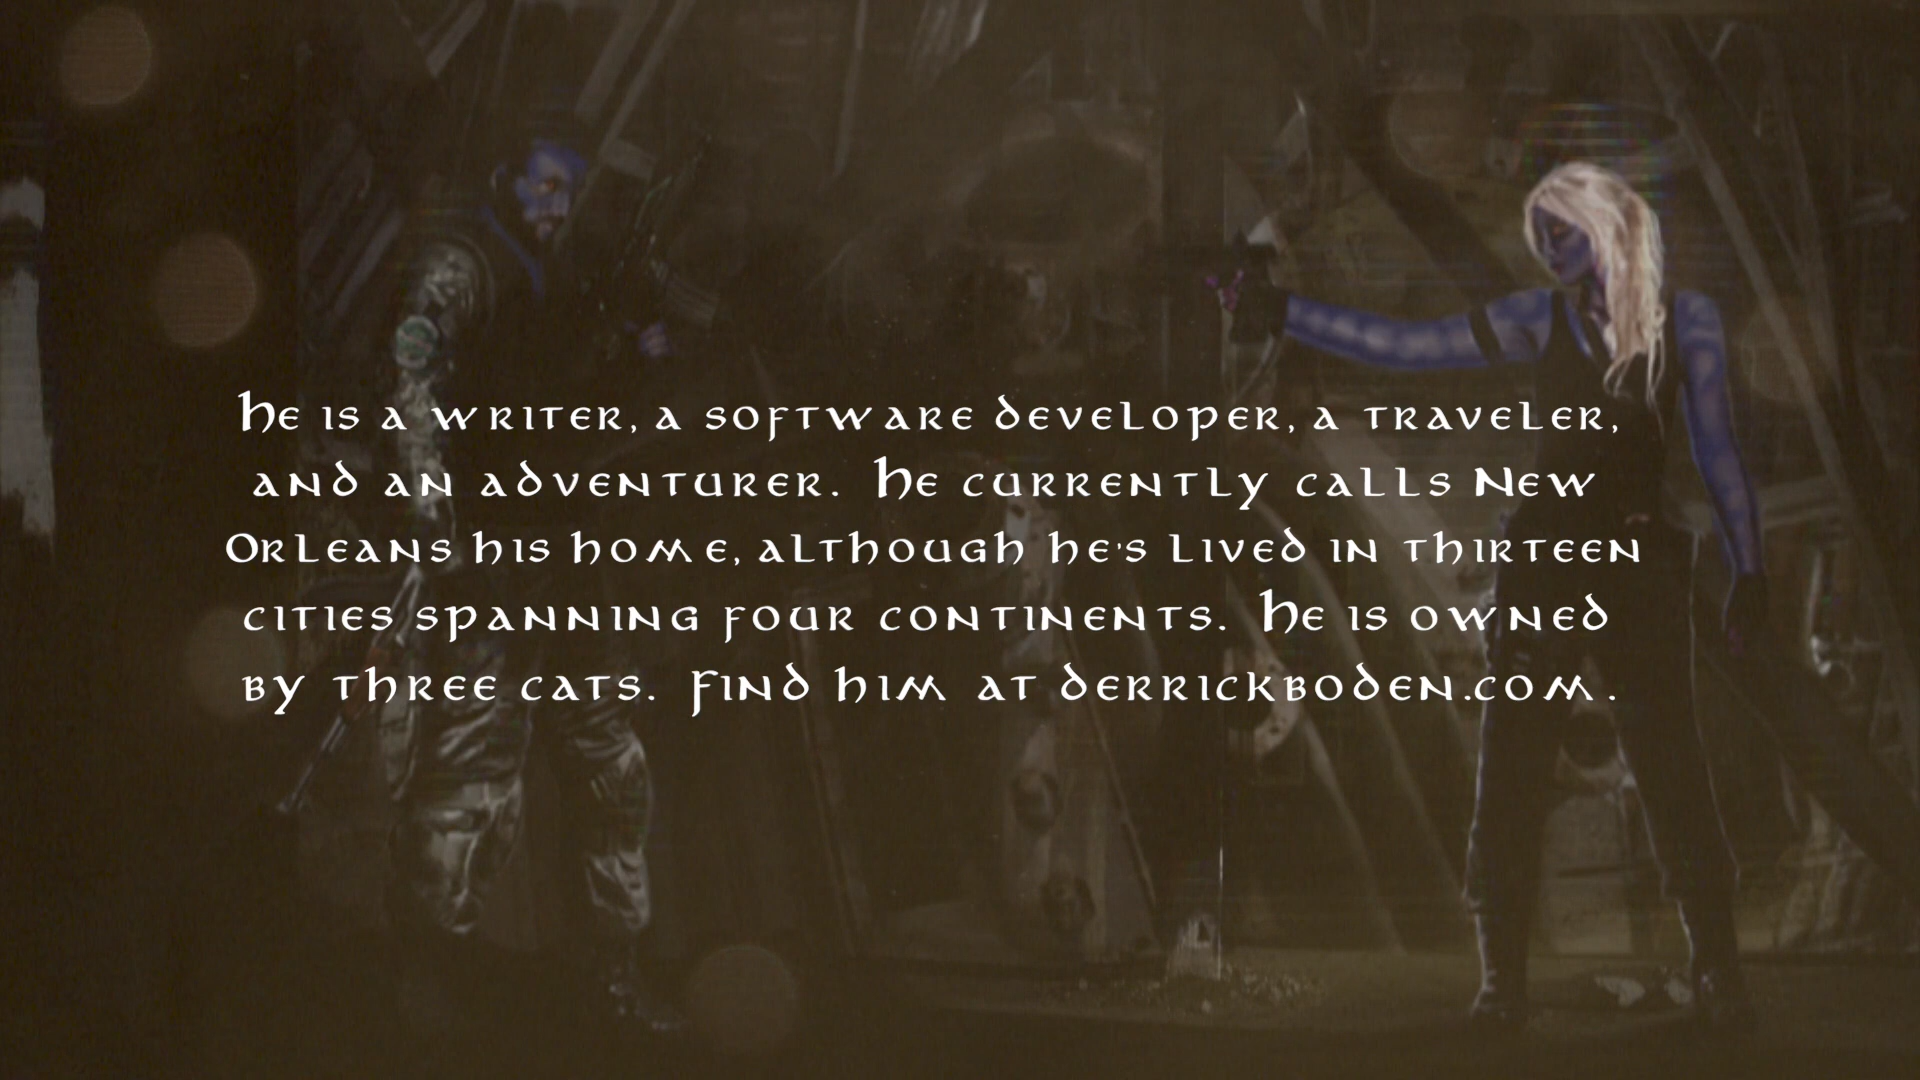 He is a writer, a software developer, a traveler,
and an adventurer. He currently calls New
Orleans his home, although he's lived in thirteen
cities spanning four continents. He is owned
by three cats. Find him at derrickboden.com.